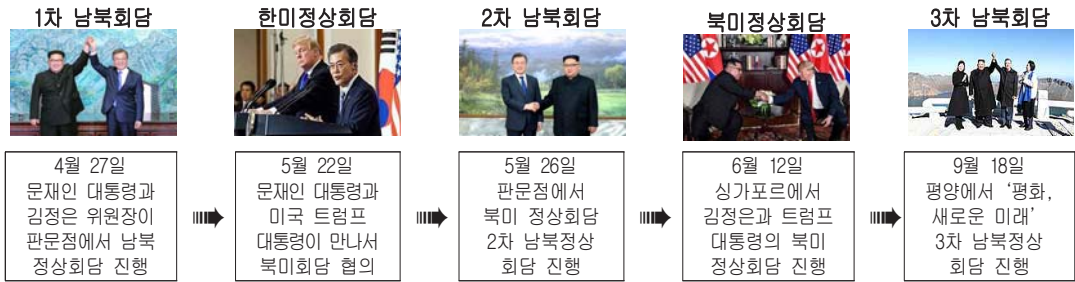 1차 남북회담
한미정상회담
2차 남북회담
북미정상회담
3차 남북회담
4월 27일
문재인 대통령과
김정은 위원장이
판문점에서 남북
정상회담 진행
5월 22일
문재인 대통령과
미국 트럼프
대통령이 만나서
북미회담 협의
5월 26일
판문점에서
북미 정상회담
2차 남북정상
회담 진행
6월 12일
싱가포르에서
김정은과 트럼프
대통령의 북미
정상회담 진행
9월 18일
평양에서 ‘평화,
새로운 미래’
3차 남북정상
회담 진행